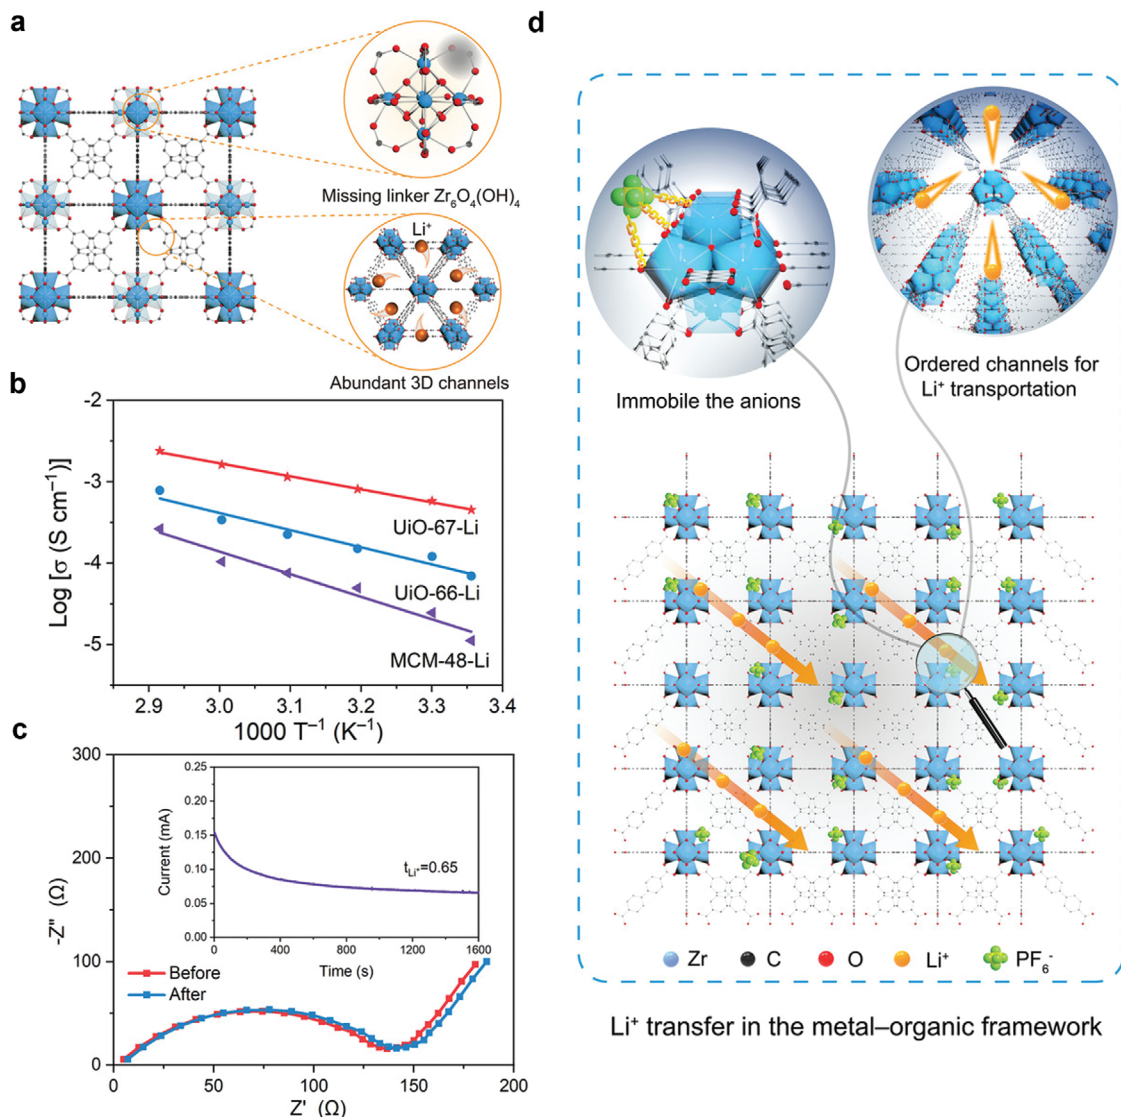 a
Missing linker Zr₆O₄(OH)₄
Li⁺
Abundant 3D channels
b
-2
-3
-4
-5
Log [σ (S cm⁻¹)]
UiO-67-Li
UiO-66-Li
MCM-48-Li
2.9 3.0 3.1 3.2 3.3 3.4
1000 T⁻¹ (K⁻¹)
c
300
200
100
0
-Z'' (Ω)
0.25
0.20
0.15
0.10
0.05
0.00
Current (mA)
t_Li⁺=0.65
0 400 800 1200 1600
Time (s)
Before
After
0 50 100 150 200
Z' (Ω)
d
Immobile the anions
Ordered channels for
Li⁺ transportation
Zr C O Li⁺ PF₆⁻
Li⁺ transfer in the metal–organic framework